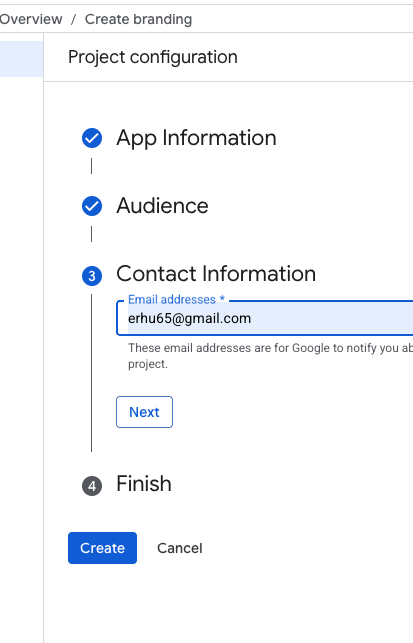 Overview / Create branding
Project configuration
App Information
Audience
3 Contact Information
Email addresses *
erhu65@gmail.com
These email addresses are for Google to notify you ab
project.
Next
4 Finish
Create Cancel